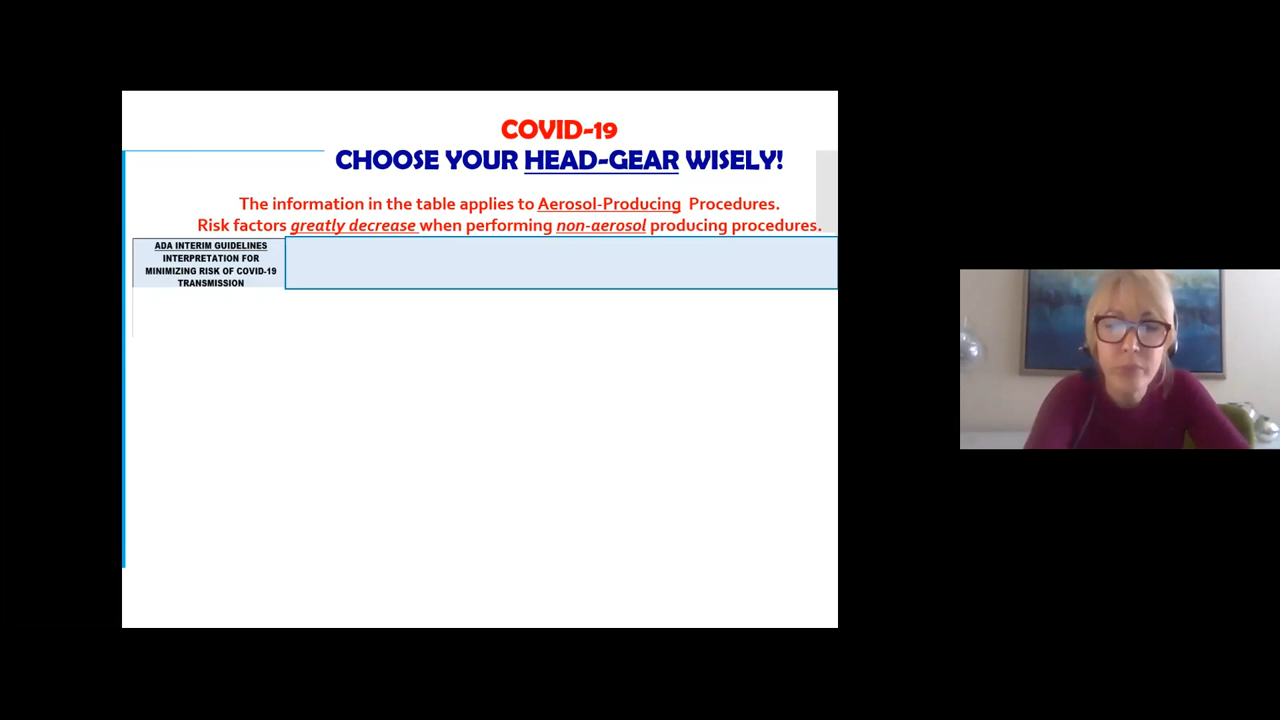 COVID-19
CHOOSE YOUR HEAD-GEAR WISELY!
The information in the table applies to Aerosol-Producing Procedures.
Risk factors greatly decrease when performing non-aerosol producing procedures.
ADA INTERIM GUIDELINES
INTERPRETATION FOR
MINIMIZING RISK OF COVID-19
TRANSMISSION